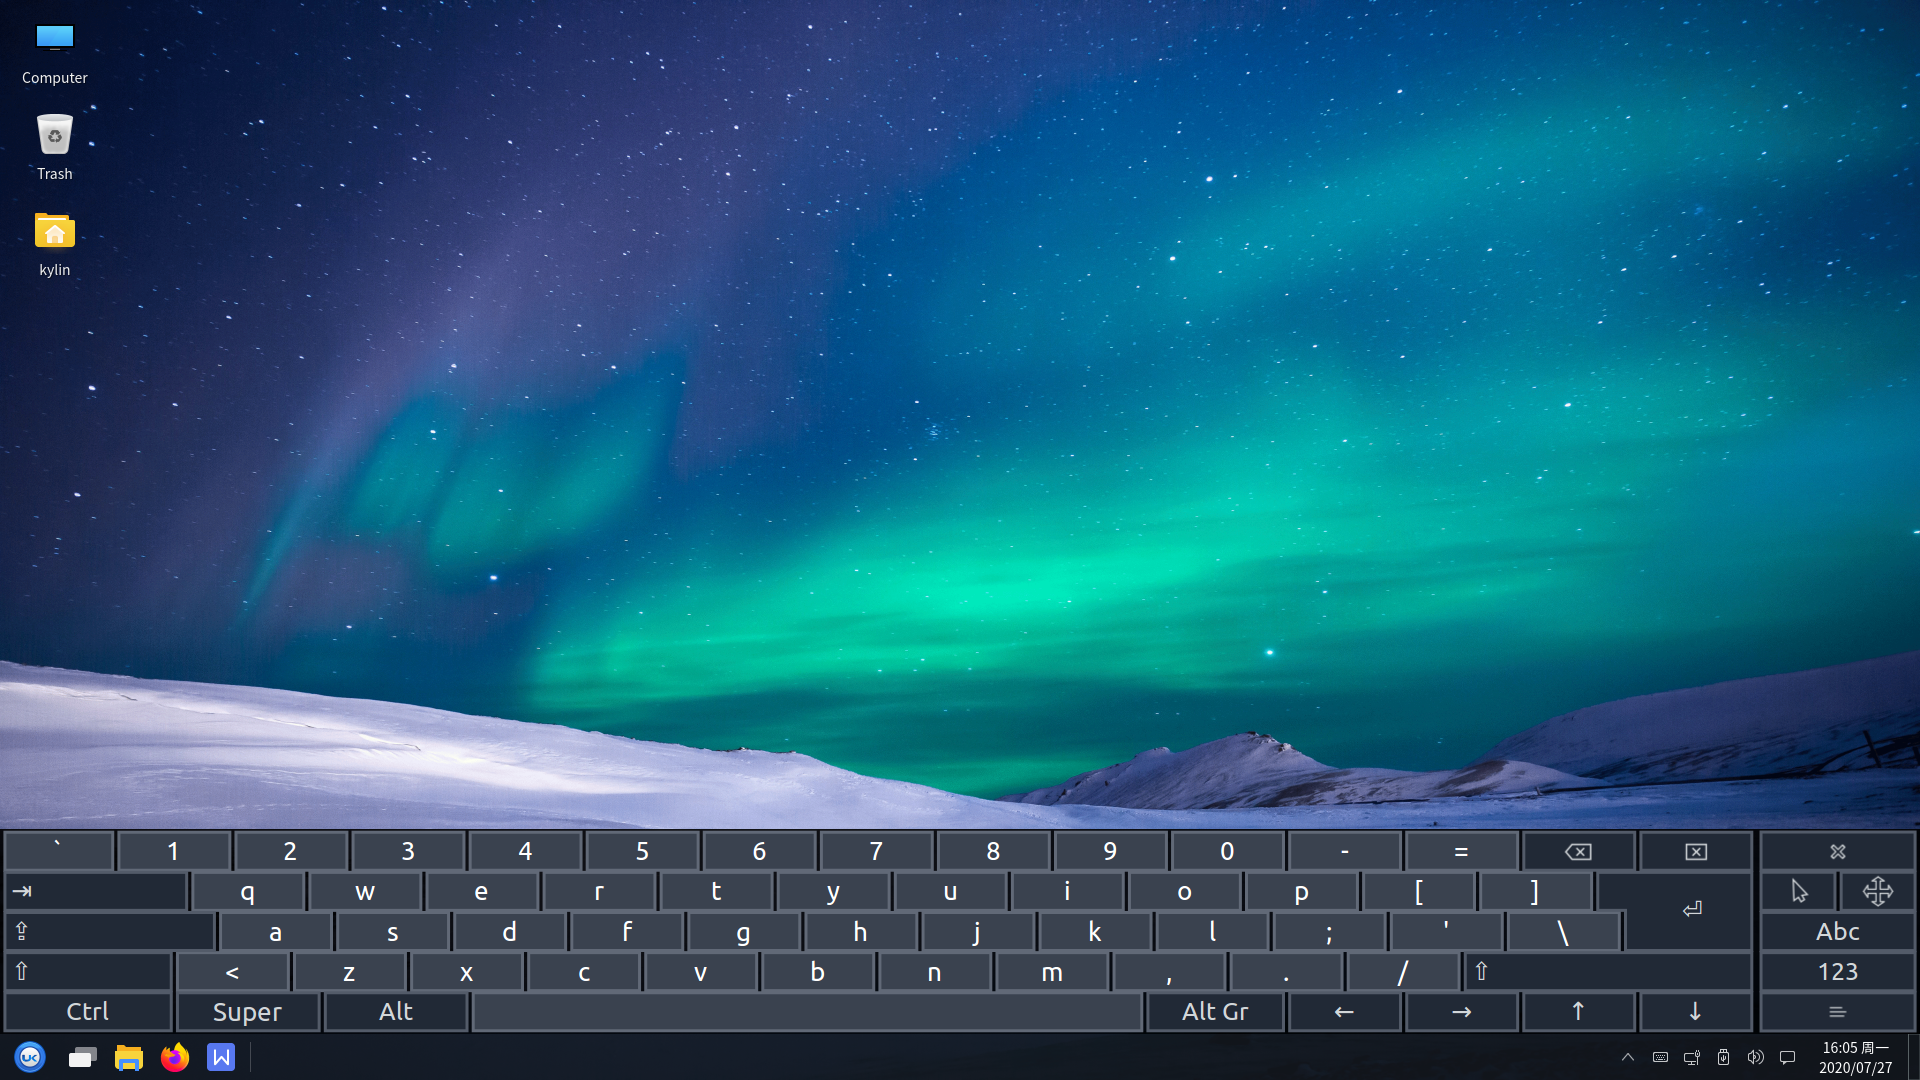 Computer
Trash
kylin
` 1 2 3 4 5 6 7 8 9 0 - =
q w e r t y u i o p [ ]
a s d f g h j k l ; ' \
Abc
< z x c v b n m , . /
123
Ctrl Super Alt Alt Gr ← → ↑ ↓
UK
W
16:05 周一
2020/07/27